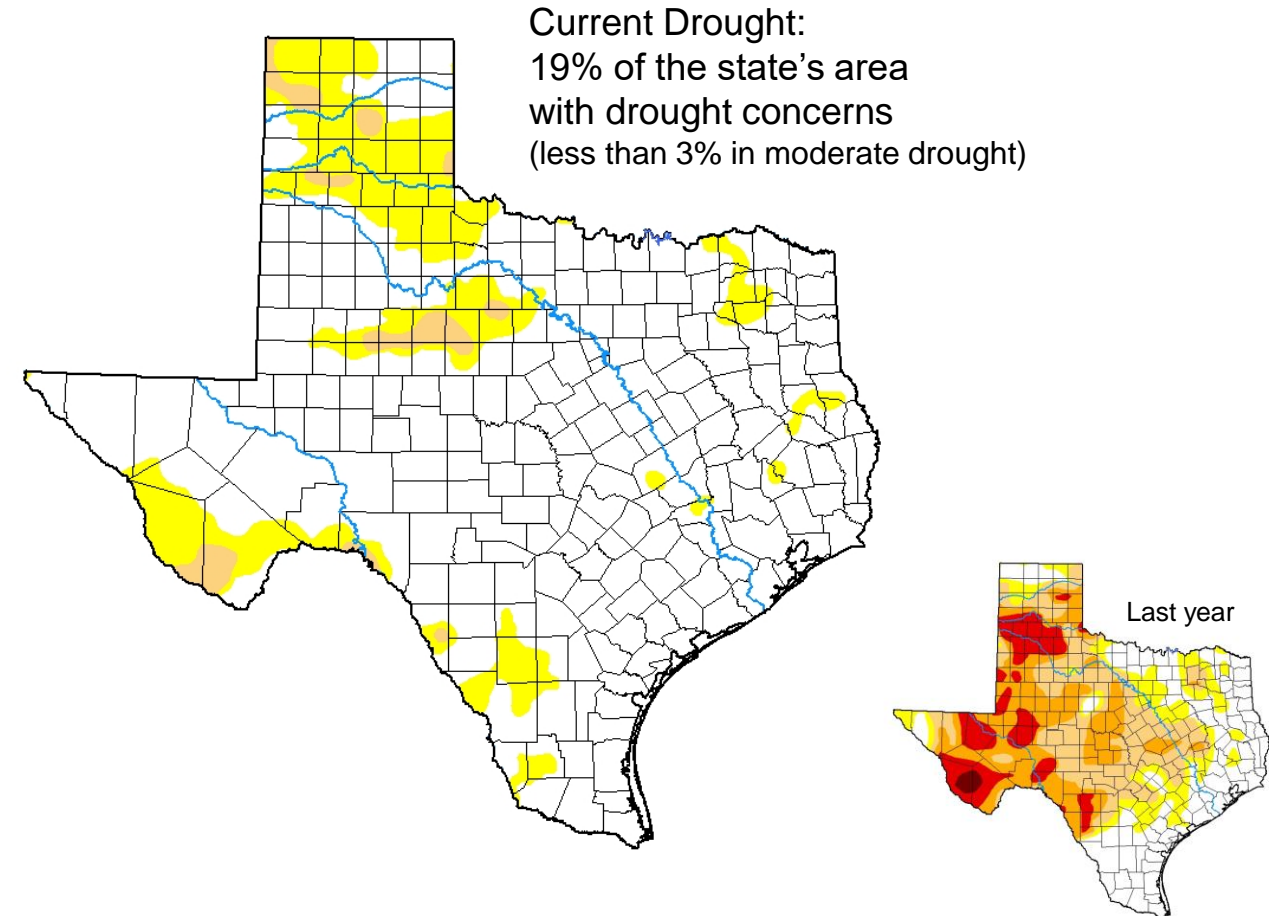 Current Drought:
19% of the state’s area
with drought concerns
(less than 3% in moderate drought)
Last year